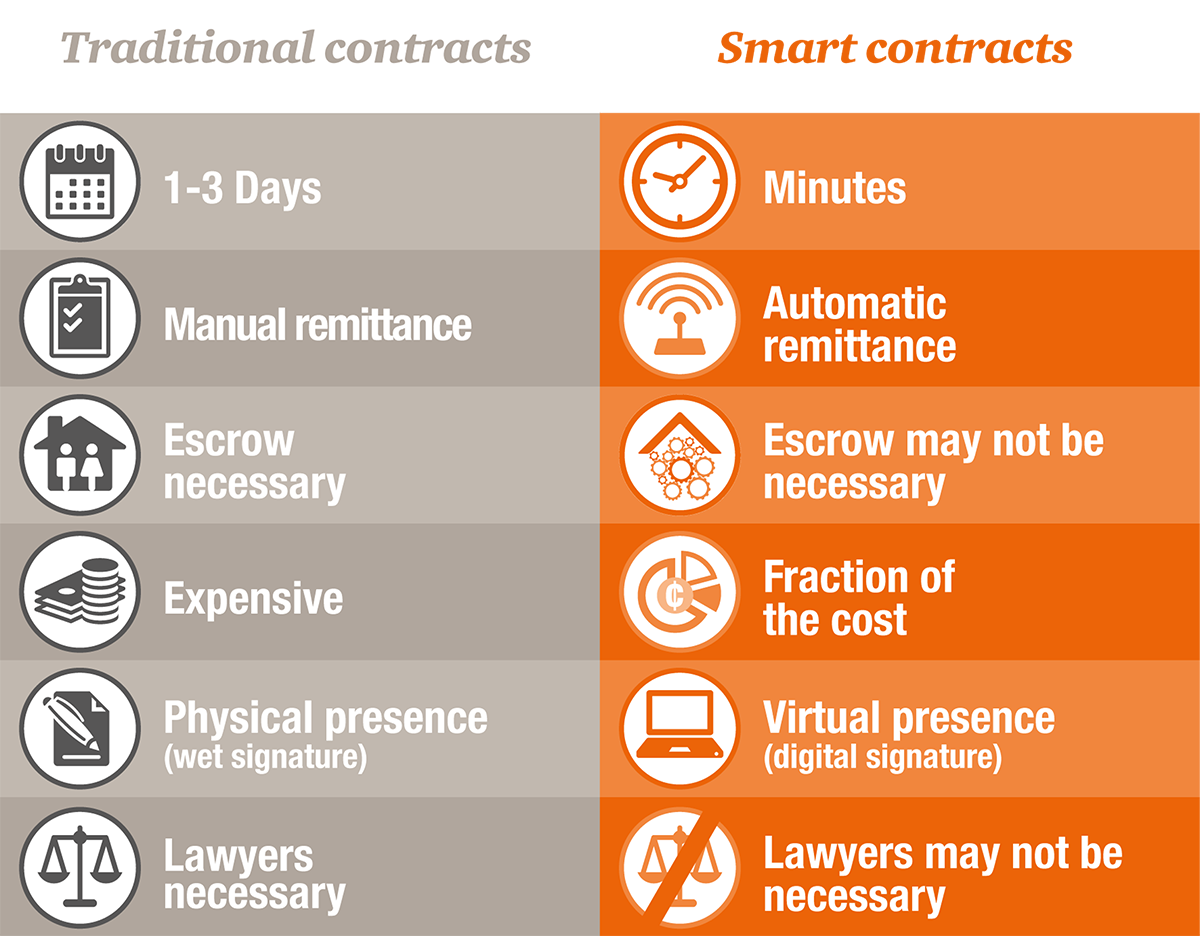 Traditional contracts
Smart contracts
1-3 Days
Minutes
Manual remittance
Automatic
remittance
Escrow
necessary
Escrow may not be
necessary
Expensive
Fraction of
the cost
Physical presence
(wet signature)
Virtual presence
(digital signature)
Lawyers
necessary
Lawyers may not be
necessary